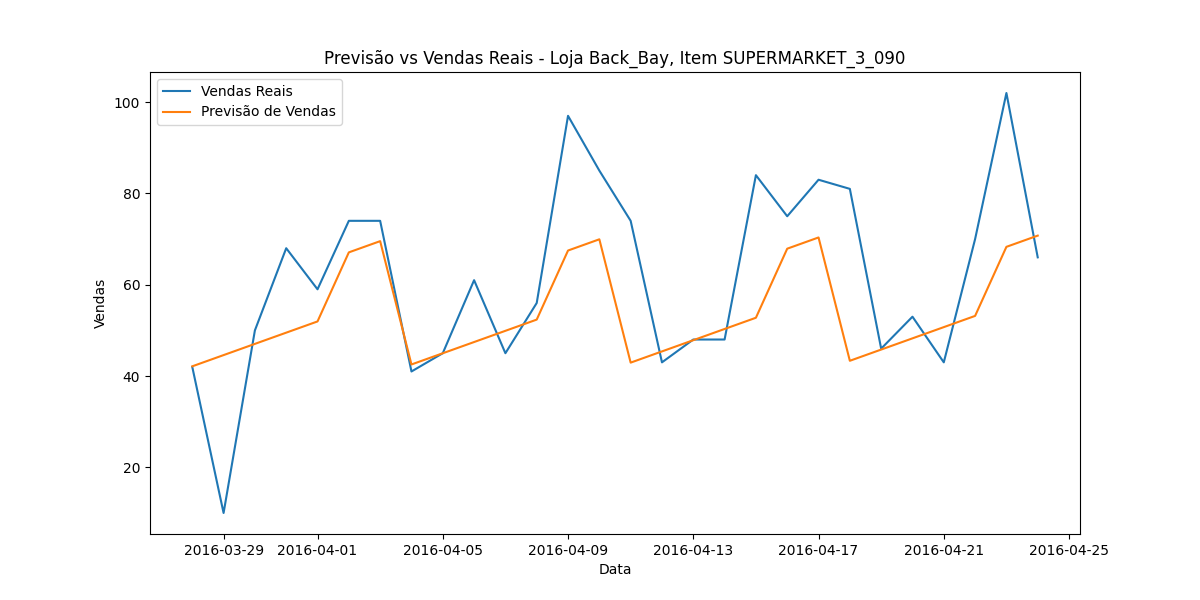 Previsão vs Vendas Reais - Loja Back_Bay, Item SUPERMARKET_3_090
Vendas Reais
Previsão de Vendas
100
80
60
40
20
Vendas
2016-03-29 2016-04-01 2016-04-05 2016-04-09 2016-04-13 2016-04-17 2016-04-21 2016-04-25
Data